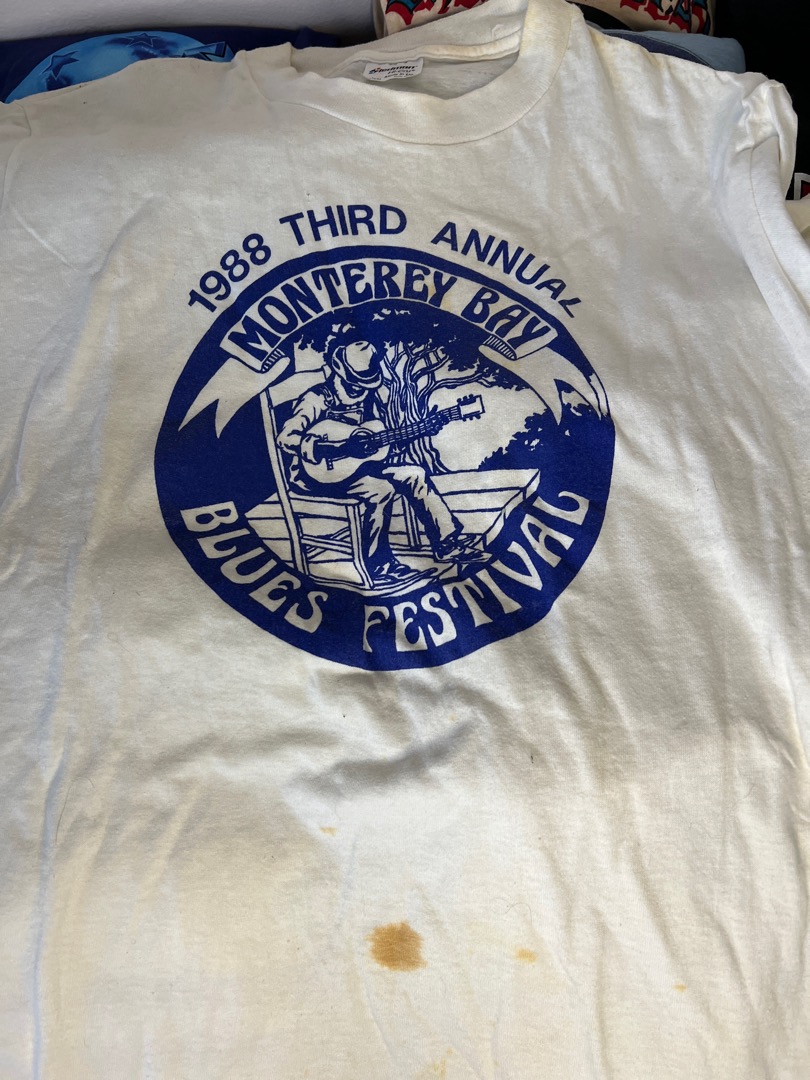 1988 THIRD ANNUAL
MONTEREY BAY
BLUES FESTIVAL